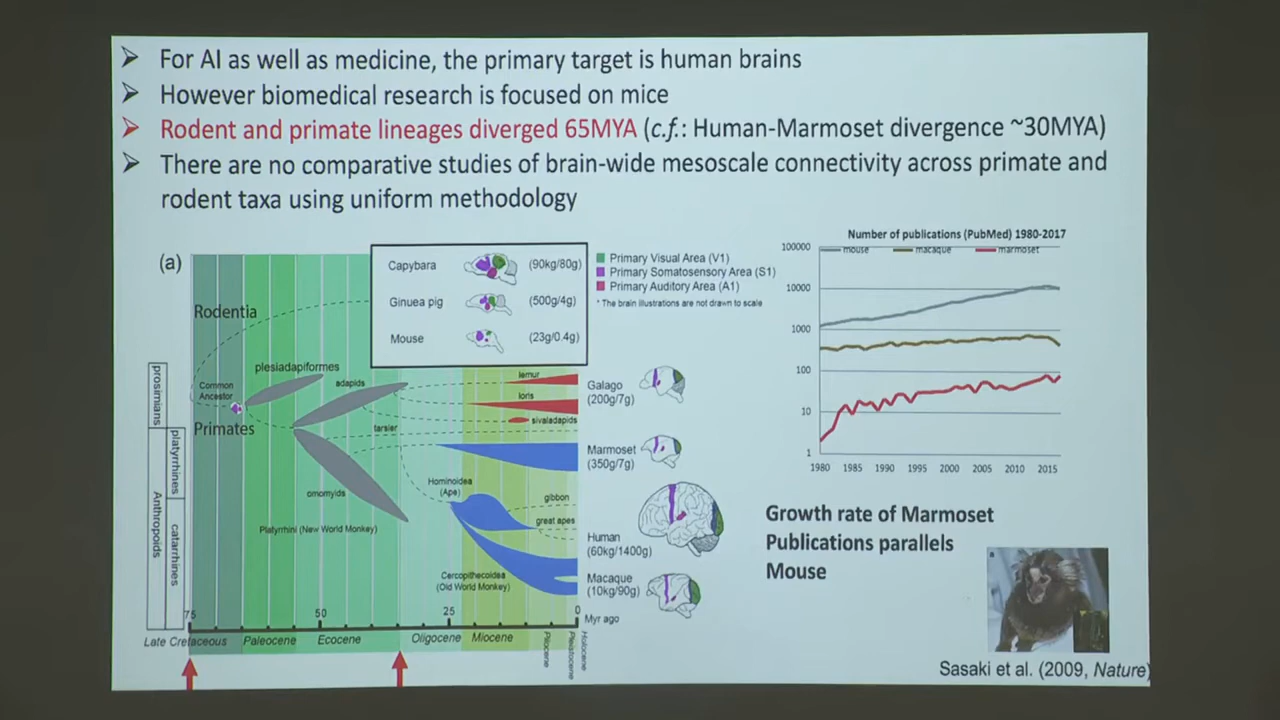 For AI as well as medicine, the primary target is human brains
However biomedical research is focused on mice
Rodent and primate lineages diverged 65MYA (c.f.: Human-Marmoset divergence ~30MYA)
There are no comparative studies of brain-wide mesoscale connectivity across primate and
rodent taxa using uniform methodology
(a)
Capybara (90kg/80g)
Ginuea pig (500g/4g)
Mouse (23g/0.4g)
Primary Visual Area (V1)
Primary Somatosensory Area (S1)
Primary Auditory Area (A1)
* The brain illustrations are not drawn to scale
Rodentia
plesiadapiformes
Common
Ancestor
adapids
lemur
loris
sivaladapids
Primates
tarsier
omomyids
Platyrhini (New World Monkey)
Hominoidea
(Ape)
gibbon
great apes
Cercopithecoidea
(Old World Monkey)
prosimians
platyrrhines
Anthropoids
catarrhines
Galago
(200g/7g)
Marmoset
(350g/7g)
Human
(60kg/1400g)
Macaque
(10kg/90g)
75 50 25 0
Myr ago
Late Cretaceous Paleocene Ecocene Oligocene Miocene
Pliocene
Pleistocene
Holocene
Number of publications (PubMed) 1980-2017
mouse macaque marmoset
100000
10000
1000
100
10
1
1980 1985 1990 1995 2000 2005 2010 2015
Growth rate of Marmoset
Publications parallels
Mouse
a
Sasaki et al. (2009, Nature)